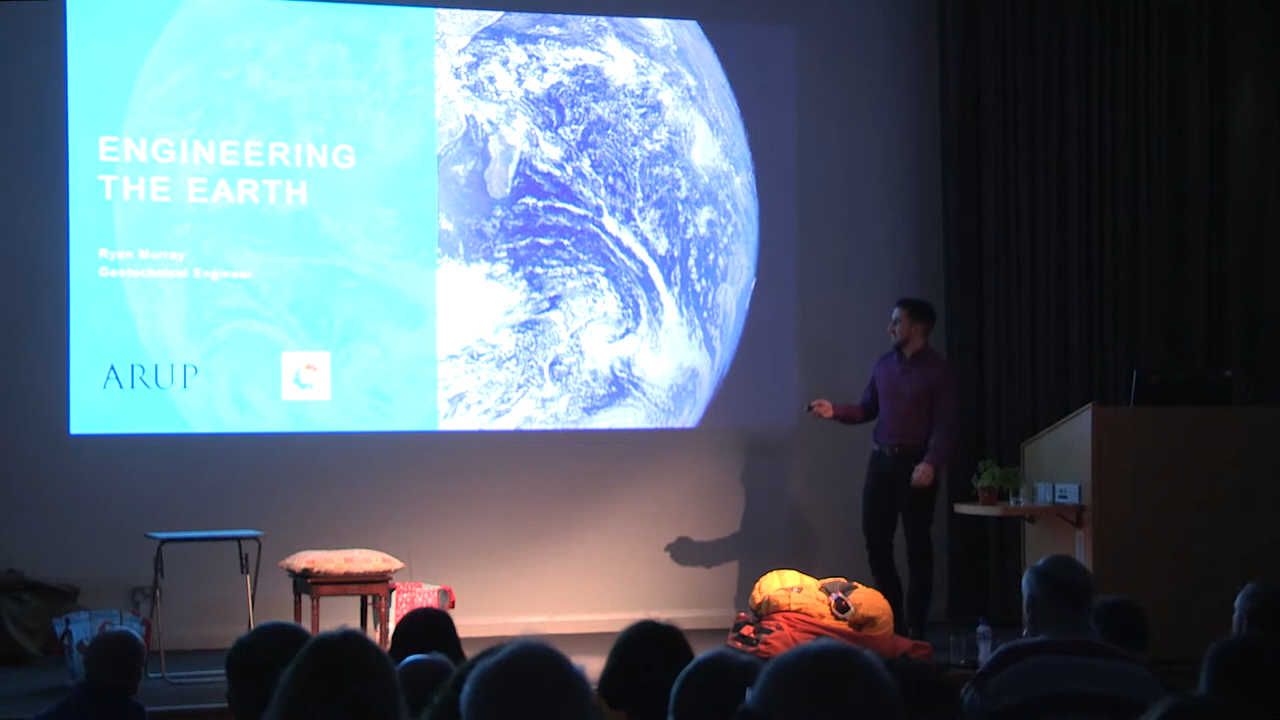 ENGINEERING
THE EARTH
Ryan Murray
Geotechnical Engineer
ARUP